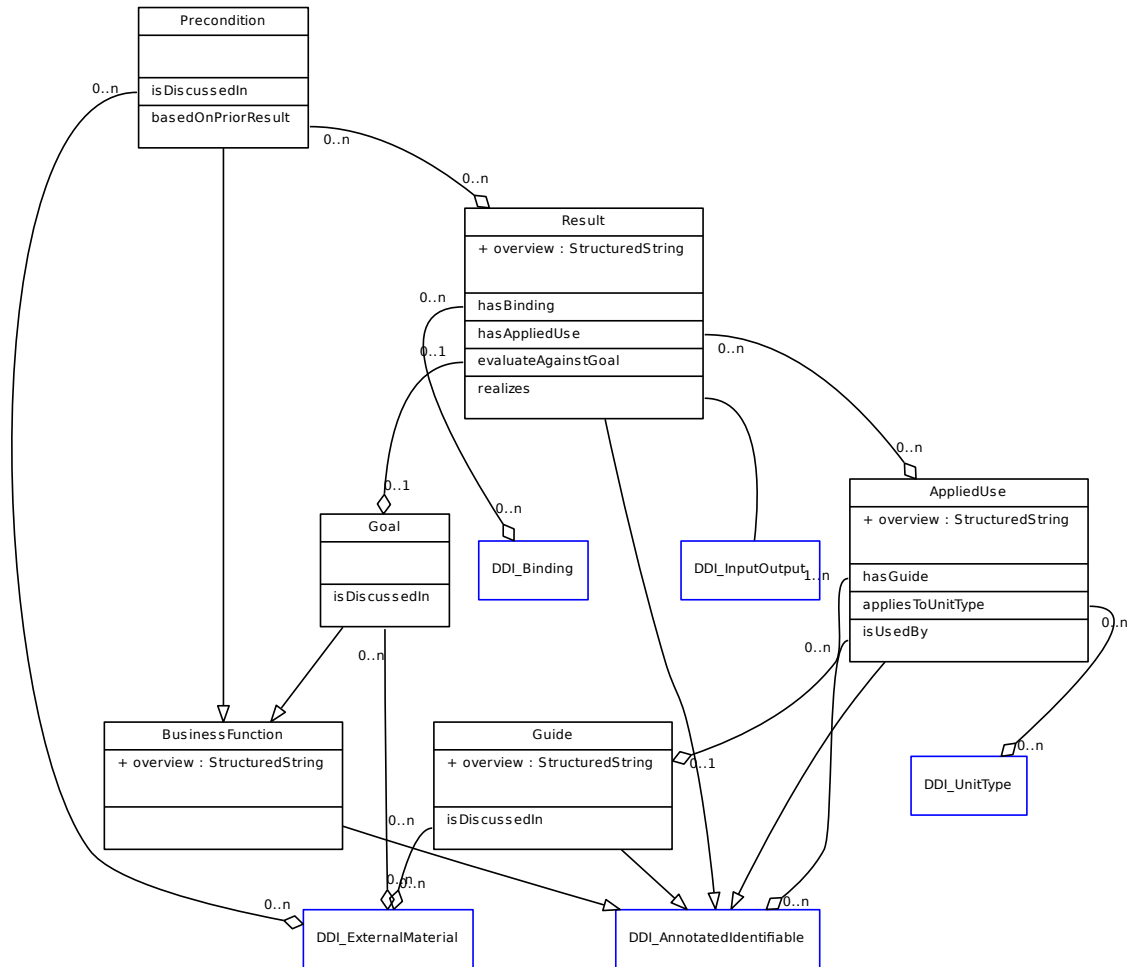 Precondition
0..n
isDiscussedIn
basedOnPriorResult
0..n
0..n
Result
+ overview : StructuredString
0..n
hasBinding
hasAppliedUse
0..n
0..1
evaluateAgainstGoal
realizes
0..n
0..1
AppliedUse
0..n
Goal
+ overview : StructuredString
DDI_Binding
DDI_InputOutput
1..n
hasGuide
isDiscussedIn
appliesToUnitType
0..n
isUsedBy
0..n
0..n
BusinessFunction
Guide
0..n
+ overview : StructuredString
+ overview : StructuredString
0..1
DDI_UnitType
0..n
isDiscussedIn
0..n
0..n
0..n
0..n
DDI_ExternalMaterial
DDI_AnnotatedIdentifiable